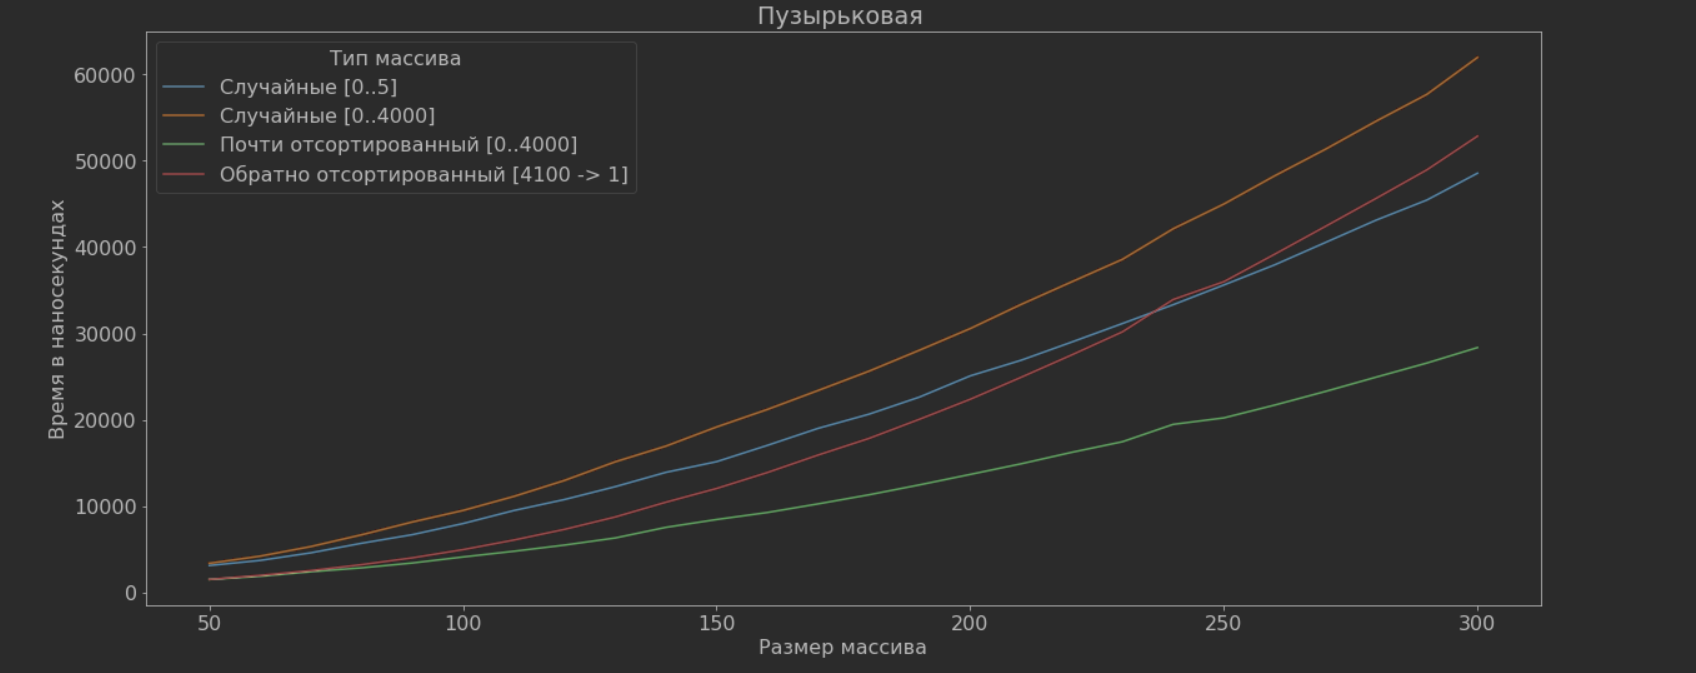 Пузырьковая
Тип массива
Случайные [0..5]
Случайные [0..4000]
Почти отсортированный [0..4000]
Обратно отсортированный [4100 -> 1]
Время в наносекундах
60000
50000
40000
30000
20000
10000
0
50 100 150 200 250 300
Размер массива